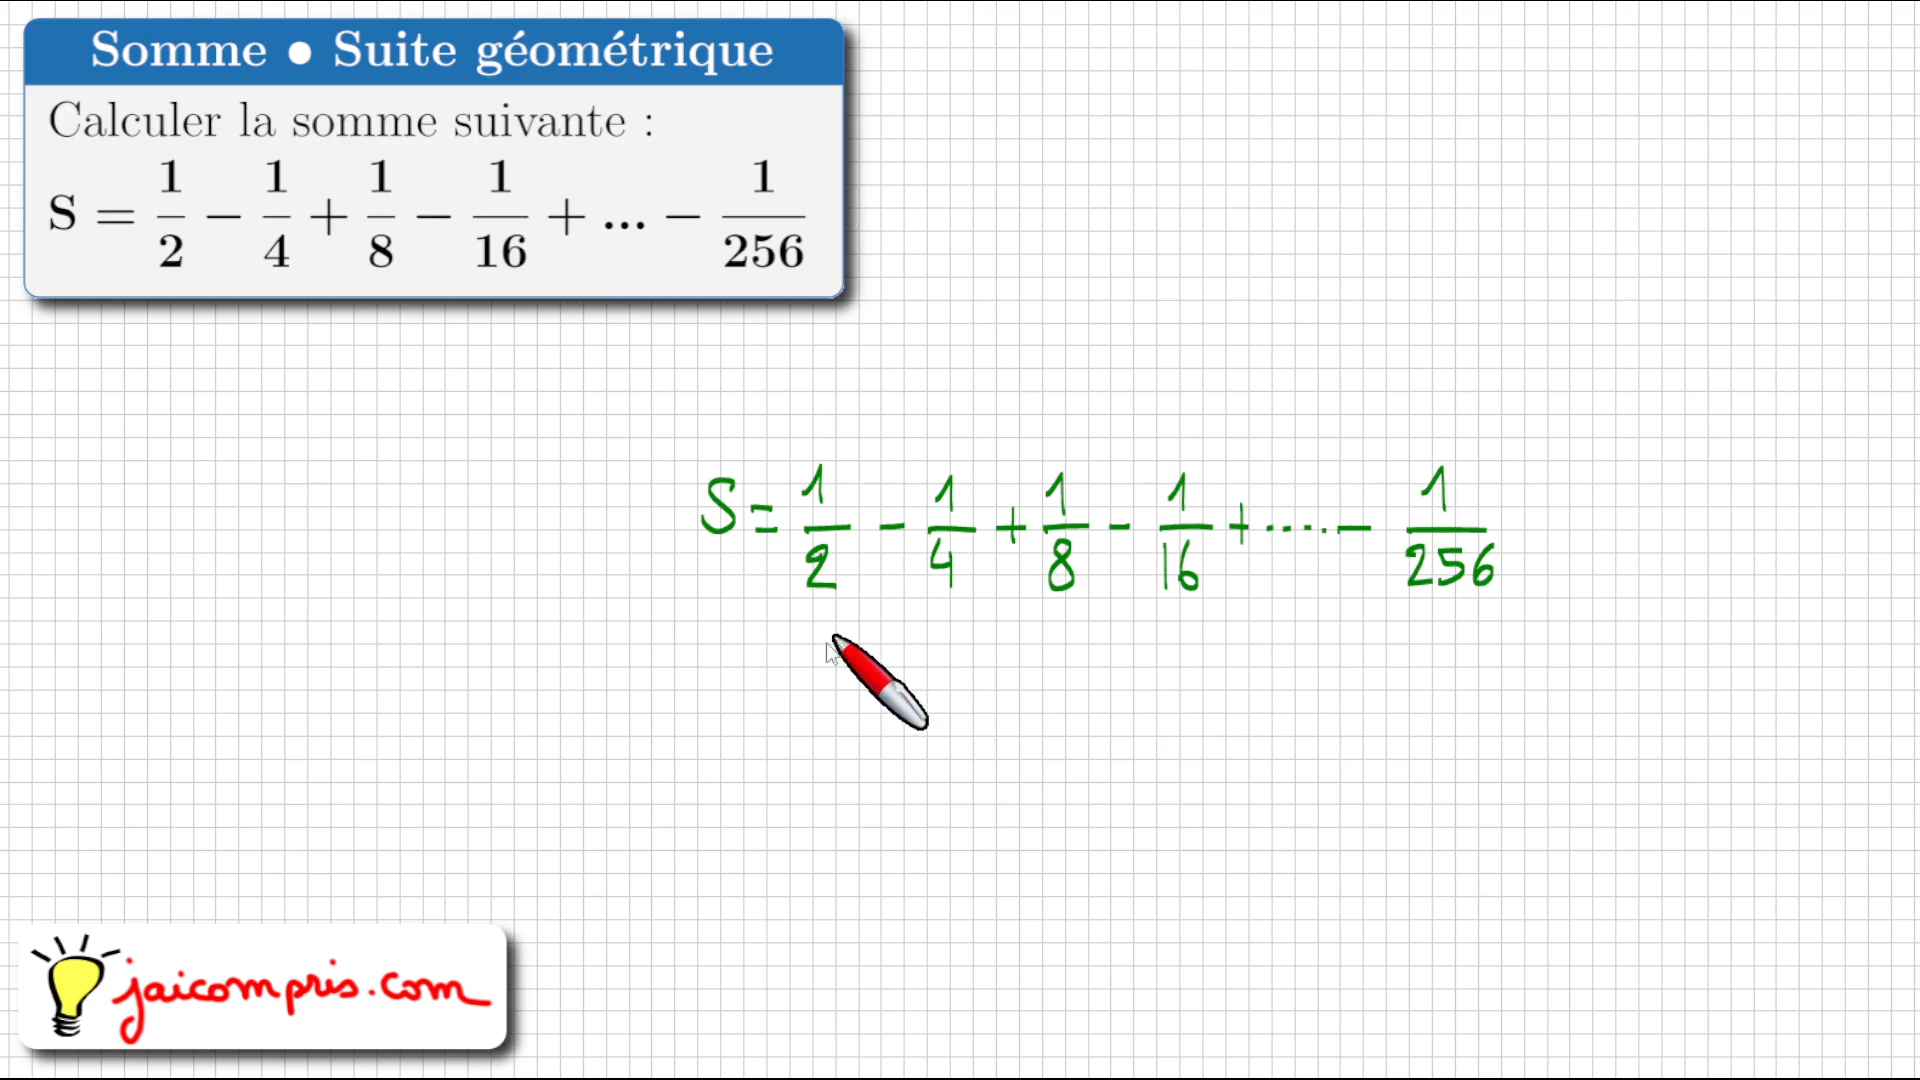 Somme • Suite géométrique
Calculer la somme suivante :
S = 1/2 − 1/4 + 1/8 − 1/16 + ... − 1/256
S = 1/2 − 1/4 + 1/8 − 1/16 + ..... − 1/256
jaicompris.com